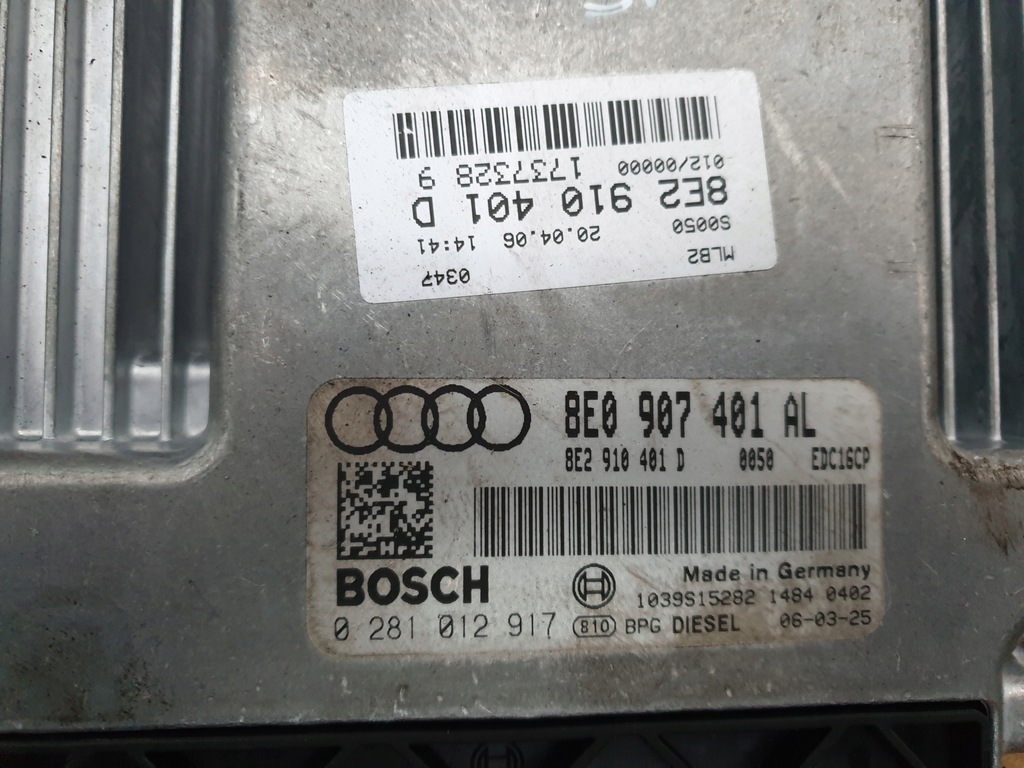 MLB2 0347
S0050 20.04.06 14:41
8E2 910 401 D
012/000000 1737328 9
8E0 907 401 AL
8E2 910 401 D 0050 EDC16CP
BOSCH
Made in Germany
1039S15282 1484 0402
0 281 012 917 810 BPG DIESEL 06-03-25